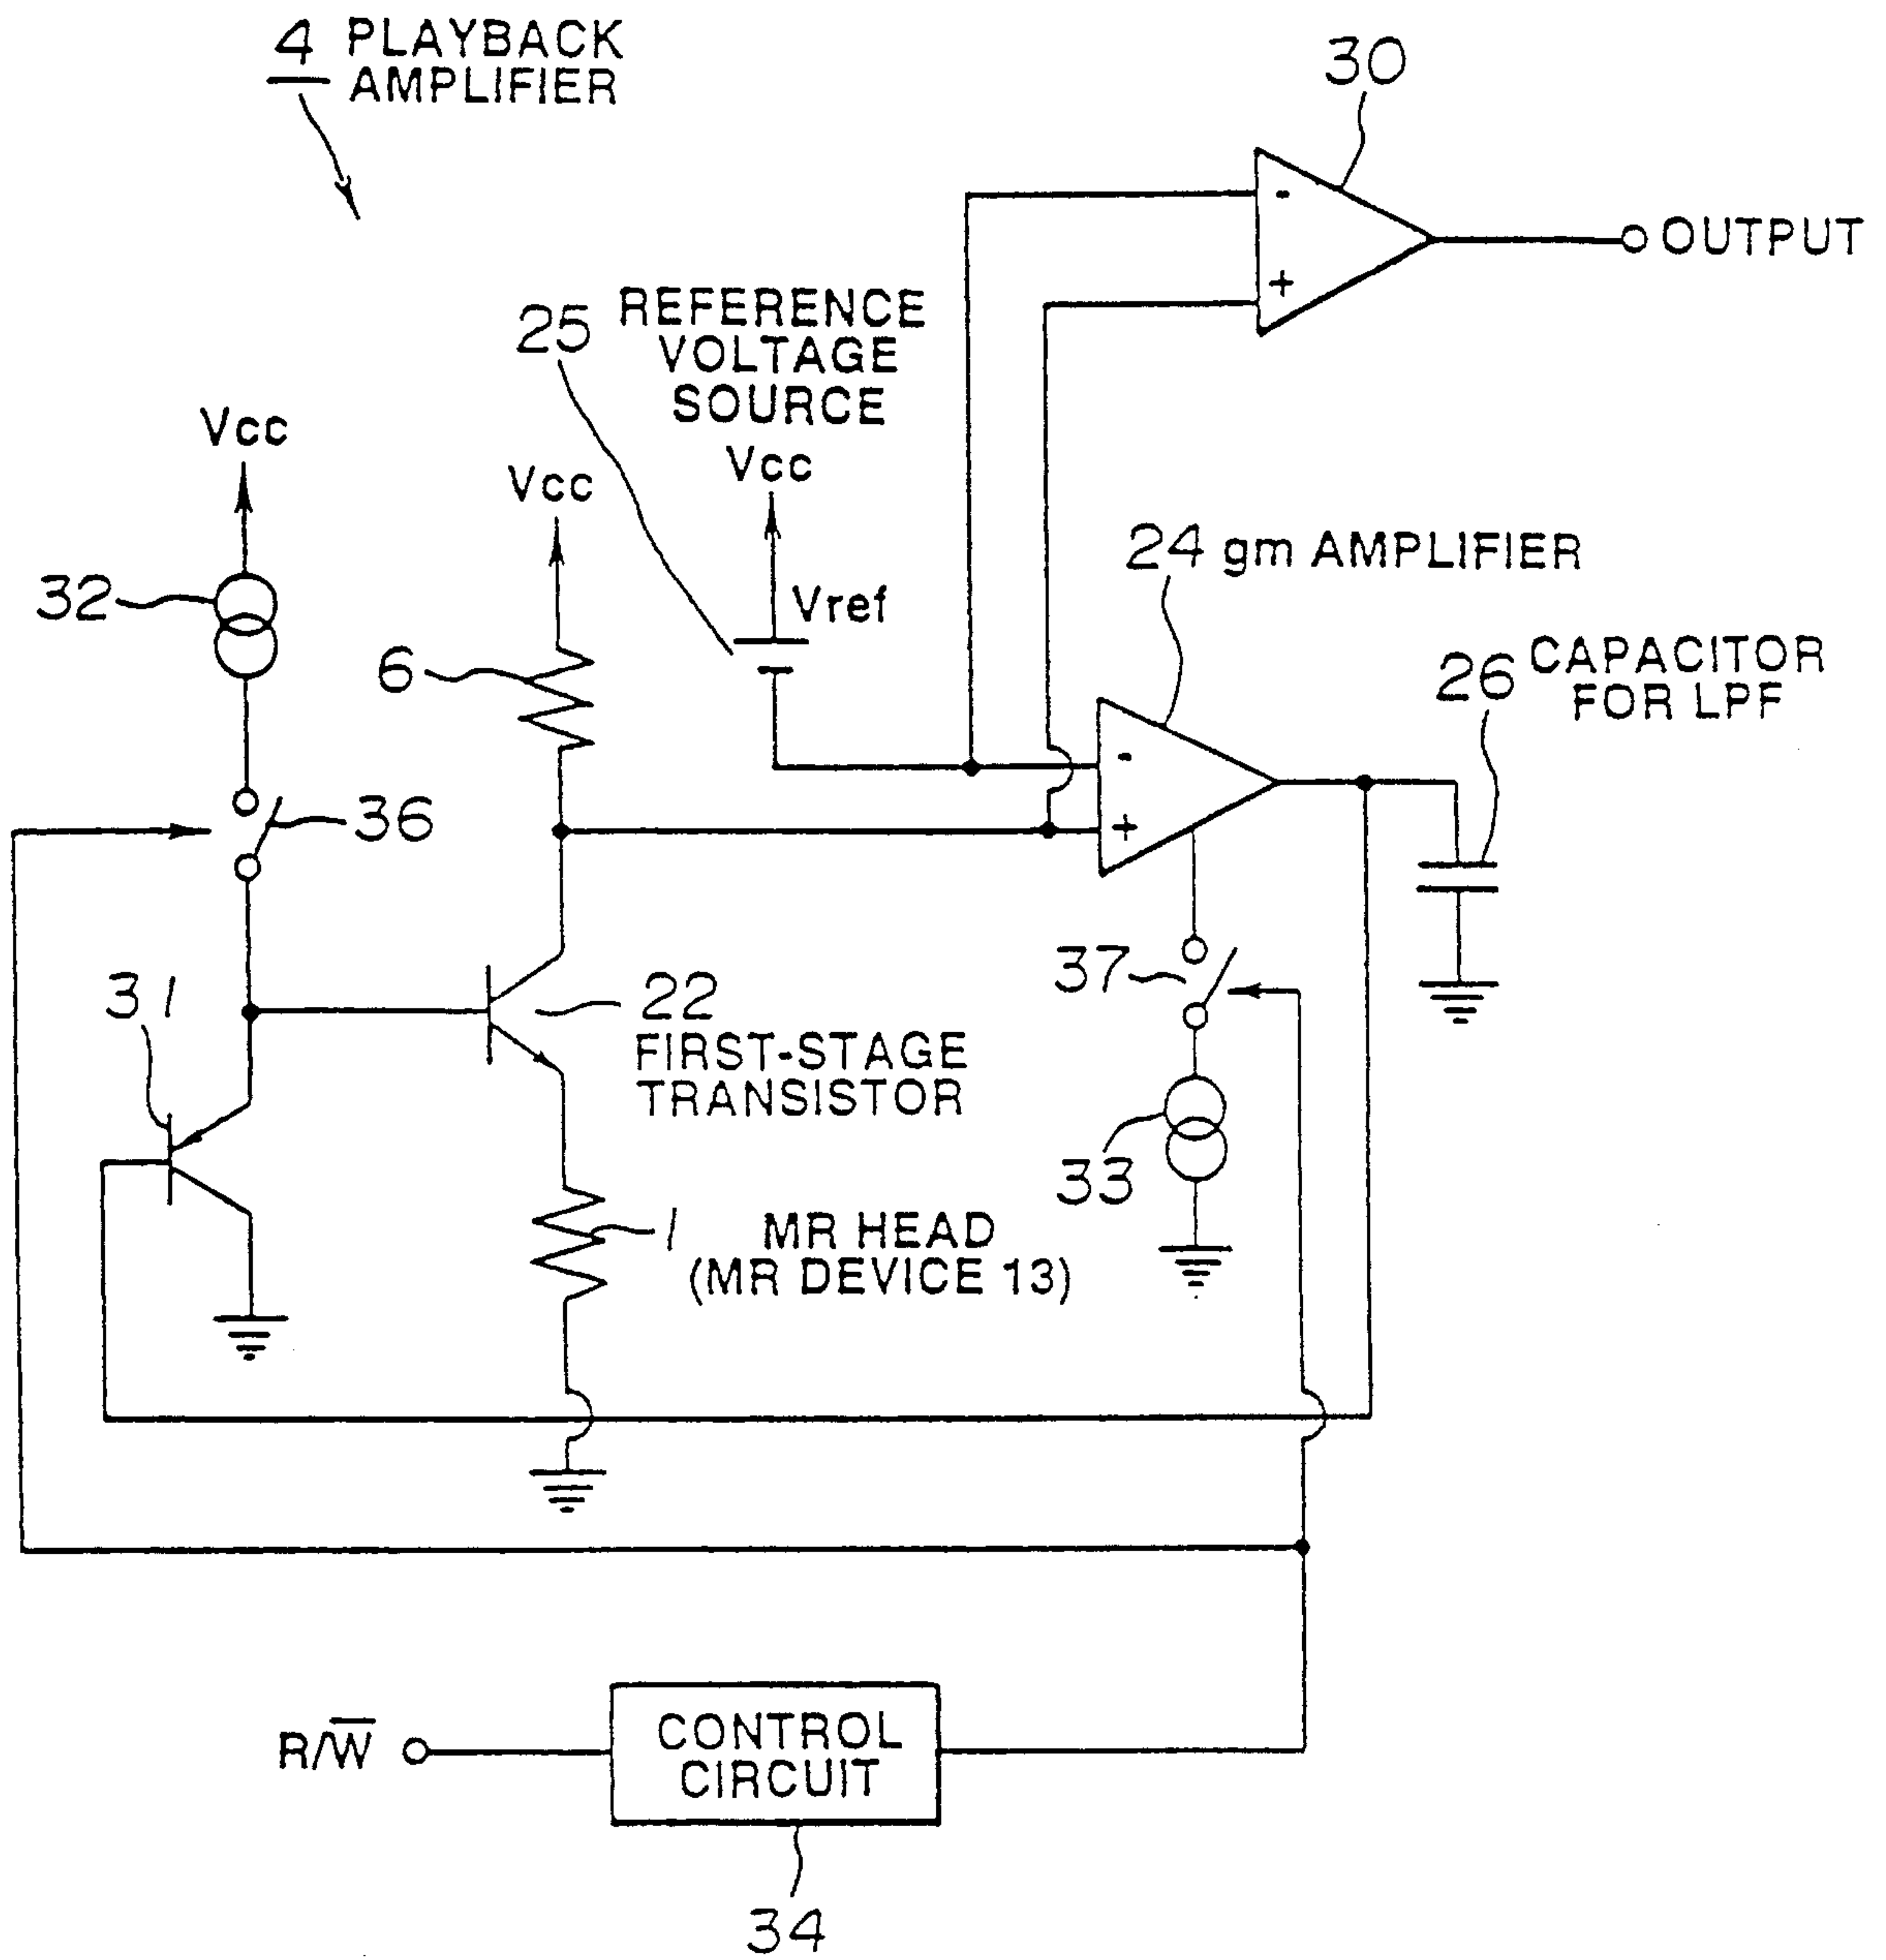 4 PLAYBACK
AMPLIFIER
30
-
+
OUTPUT
25 REFERENCE
VOLTAGE
SOURCE
Vcc
Vcc
Vcc
Vref
24 gm AMPLIFIER
32
6
26 CAPACITOR
FOR LPF
-
+
36
37
31
22
FIRST-STAGE
TRANSISTOR
33
1 MR HEAD
(MR DEVICE 13)
R/W̅
CONTROL
CIRCUIT
34